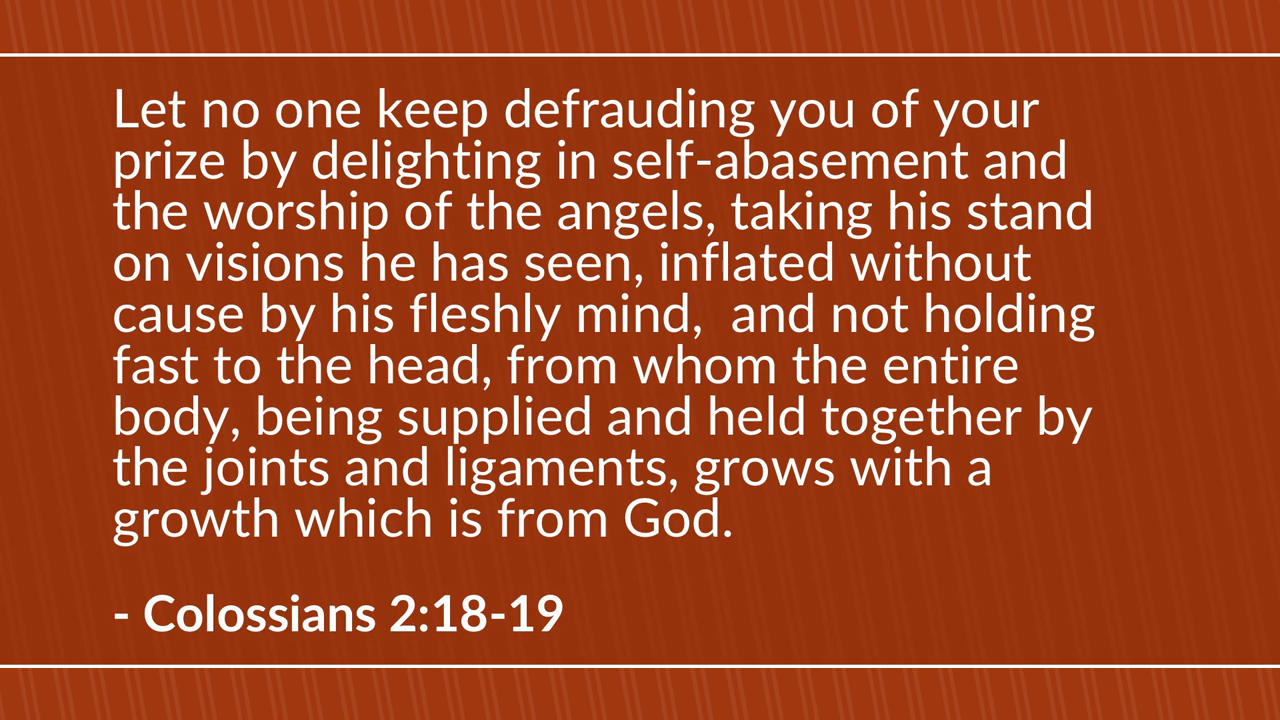 Let no one keep defrauding you of your
prize by delighting in self-abasement and
the worship of the angels, taking his stand
on visions he has seen, inflated without
cause by his fleshly mind,  and not holding
fast to the head, from whom the entire
body, being supplied and held together by
the joints and ligaments, grows with a
growth which is from God.
- Colossians 2:18-19